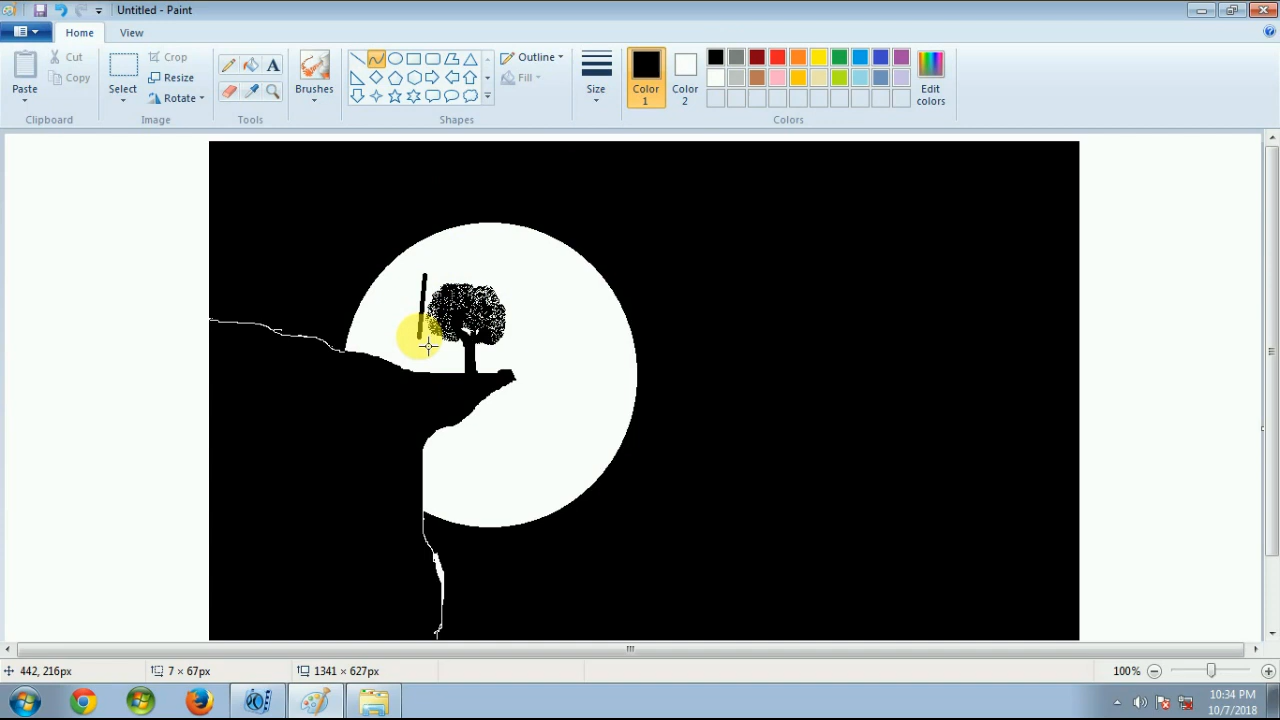 Untitled - Paint
Home View
Paste
Cut
Copy
Clipboard
Select
Crop
Resize
Rotate
Image
A
Tools
Brushes
Outline
Fill
Shapes
Size
Color 1
Color 2
Edit colors
Colors
442, 216px
7 × 67px
1341 × 627px
100%
10:34 PM
10/7/2018